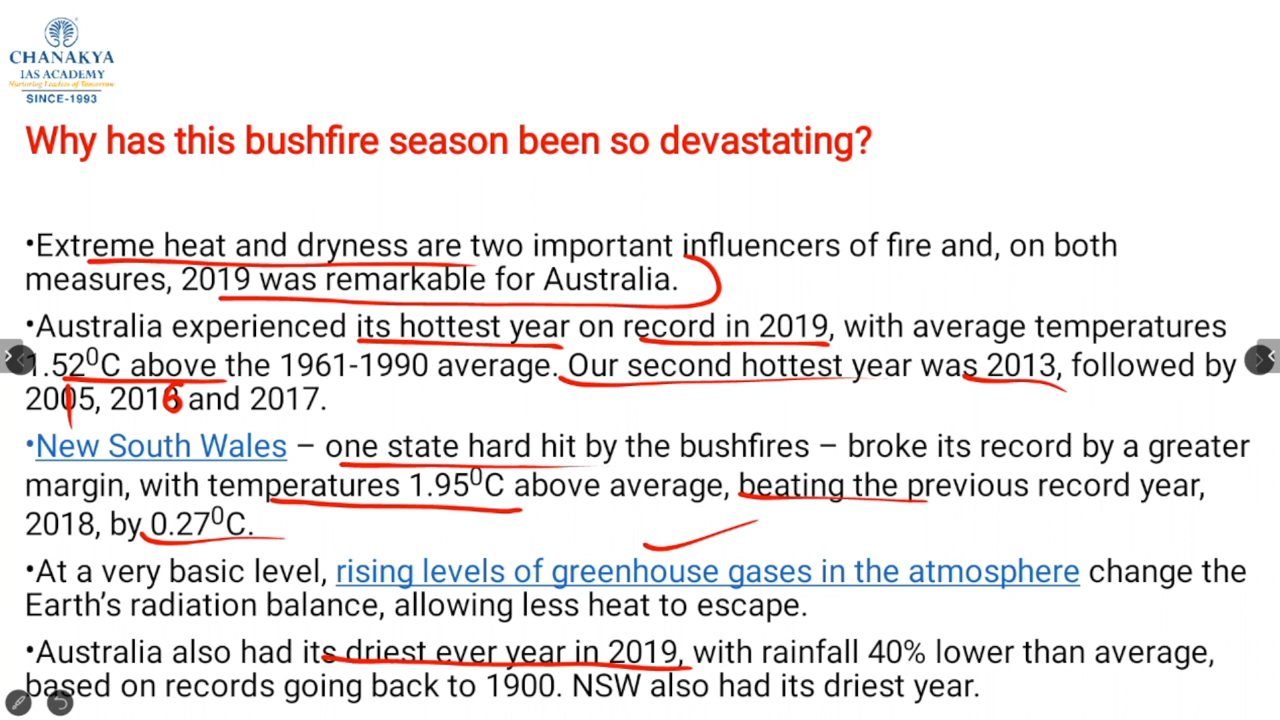 CHANAKYA
IAS ACADEMY
Nurturing Leaders of Tomorrow
SINCE-1993
Why has this bushfire season been so devastating?
•Extreme heat and dryness are two important influencers of fire and, on both
measures, 2019 was remarkable for Australia.
•Australia experienced its hottest year on record in 2019, with average temperatures
1.52⁰C above the 1961-1990 average. Our second hottest year was 2013, followed by
2005, 2016 and 2017.
•New South Wales – one state hard hit by the bushfires – broke its record by a greater
margin, with temperatures 1.95⁰C above average, beating the previous record year,
2018, by 0.27⁰C.
•At a very basic level, rising levels of greenhouse gases in the atmosphere change the
Earth’s radiation balance, allowing less heat to escape.
•Australia also had its driest ever year in 2019, with rainfall 40% lower than average,
based on records going back to 1900. NSW also had its driest year.